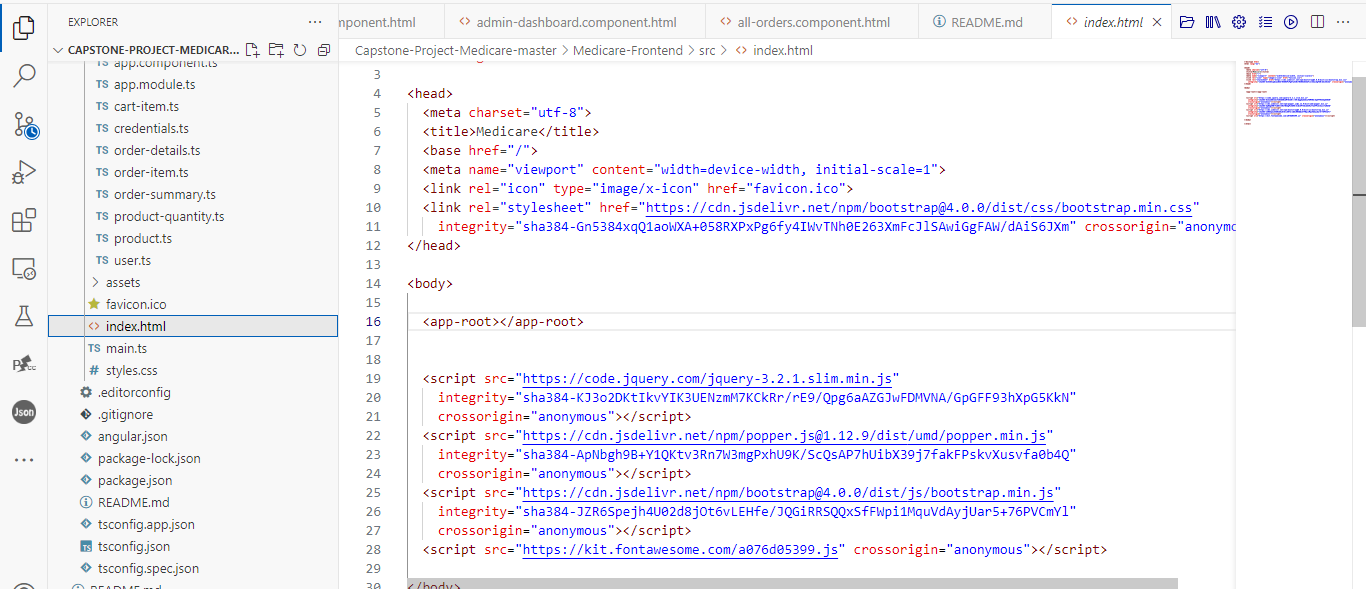 EXPLORER
CAPSTONE-PROJECT-MEDICAR...
TS app.component.ts
TS app.module.ts
TS cart-item.ts
TS credentials.ts
TS order-details.ts
TS order-item.ts
TS order-summary.ts
TS product-quantity.ts
TS product.ts
TS user.ts
assets
favicon.ico
<> index.html
TS main.ts
# styles.css
.editorconfig
.gitignore
angular.json
package-lock.json
package.json
README.md
tsconfig.app.json
TS tsconfig.json
tsconfig.spec.json
README.md
Json
mponent.html
<> admin-dashboard.component.html
<> all-orders.component.html
README.md
<> index.html
Capstone-Project-Medicare-master > Medicare-Frontend > src > <> index.html
3
4 <head>
5 <meta charset="utf-8">
6 <title>Medicare</title>
7 <base href="/">
8 <meta name="viewport" content="width=device-width, initial-scale=1">
9 <link rel="icon" type="image/x-icon" href="favicon.ico">
10 <link rel="stylesheet" href="https://cdn.jsdelivr.net/npm/bootstrap@4.0.0/dist/css/bootstrap.min.css"
11 integrity="sha384-Gn5384xqQ1aoWXA+058RXPxPg6fy4IWvTNh0E263XmFcJlSAwiGgFAW/dAiS6JXm" crossorigin="anonymo
12 </head>
13
14 <body>
15
16 <app-root></app-root>
17
18
19 <script src="https://code.jquery.com/jquery-3.2.1.slim.min.js"
20 integrity="sha384-KJ3o2DKtIkvYIK3UENzmM7KCkRr/rE9/Qpg6aAZGJwFDMVNA/GpGFF93hXpG5KkN"
21 crossorigin="anonymous"></script>
22 <script src="https://cdn.jsdelivr.net/npm/popper.js@1.12.9/dist/umd/popper.min.js"
23 integrity="sha384-ApNbgh9B+Y1QKtv3Rn7W3mgPxhU9K/ScQsAP7hUibX39j7fakFPskvXusvfa0b4Q"
24 crossorigin="anonymous"></script>
25 <script src="https://cdn.jsdelivr.net/npm/bootstrap@4.0.0/dist/js/bootstrap.min.js"
26 integrity="sha384-JZR6Spejh4U02d8jOt6vLEHfe/JQGiRRSQQxSfFWpi1MquVdAyjUar5+76PVCmYl"
27 crossorigin="anonymous"></script>
28 <script src="https://kit.fontawesome.com/a076d05399.js" crossorigin="anonymous"></script>
29
30 </body>